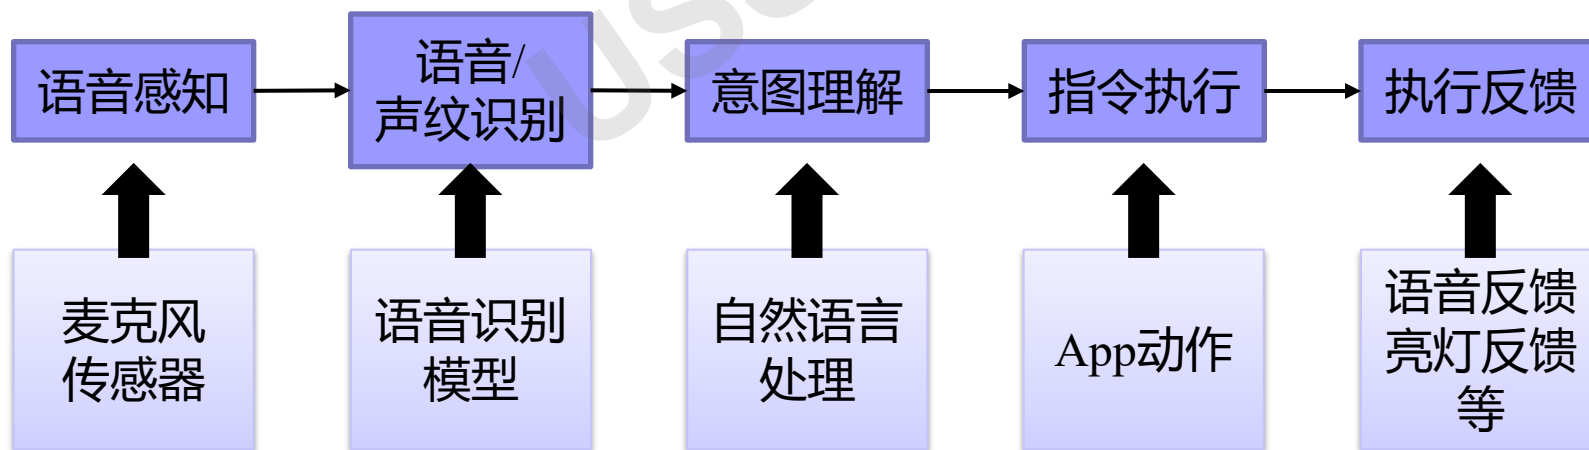 语音感知
语音/
声纹识别
意图理解
指令执行
执行反馈
麦克风
传感器
语音识别
模型
自然语言
处理
App动作
语音反馈
亮灯反馈
等